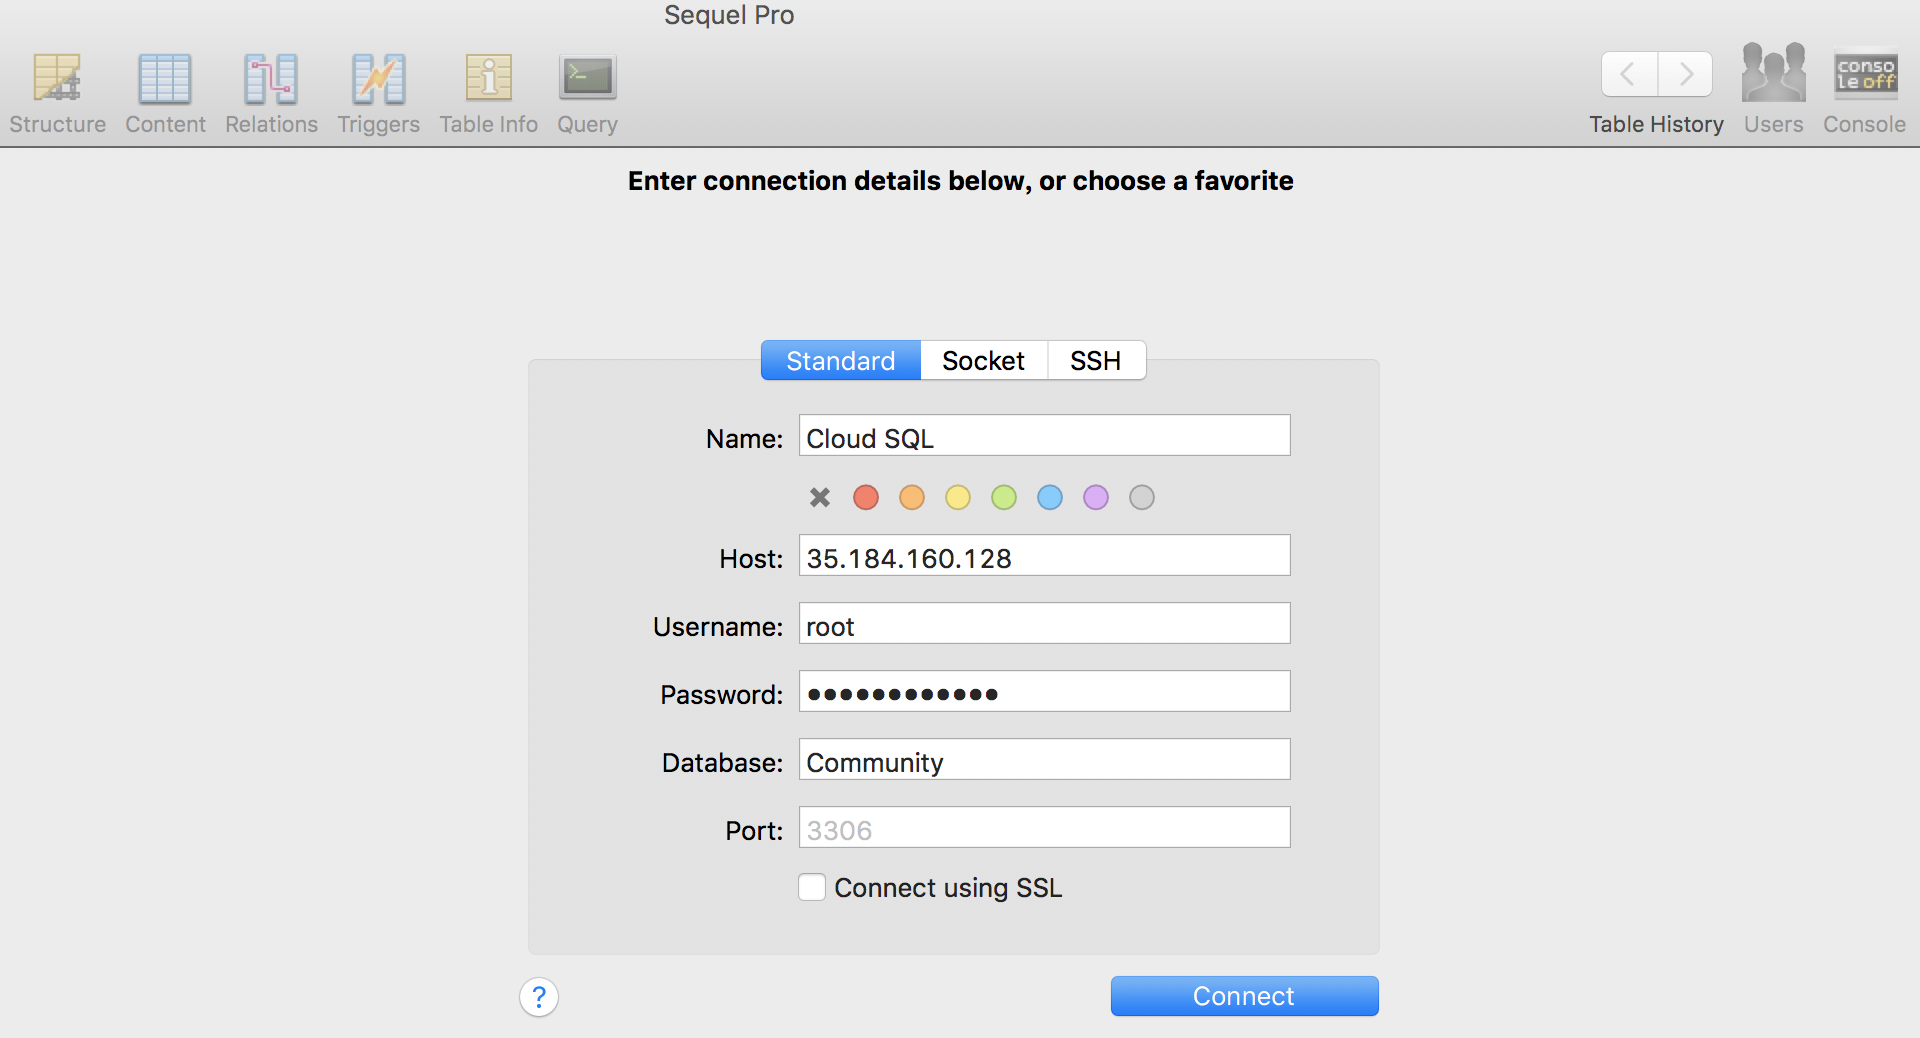 Sequel Pro
conso
le off
Structure Content Relations Triggers Table Info Query Table History Users Console
Enter connection details below, or choose a favorite
Standard Socket SSH
Name: Cloud SQL
Host: 35.184.160.128
Username: root
Password: ••••••••••••
Database: Community
Port: 3306
Connect using SSL
? Connect